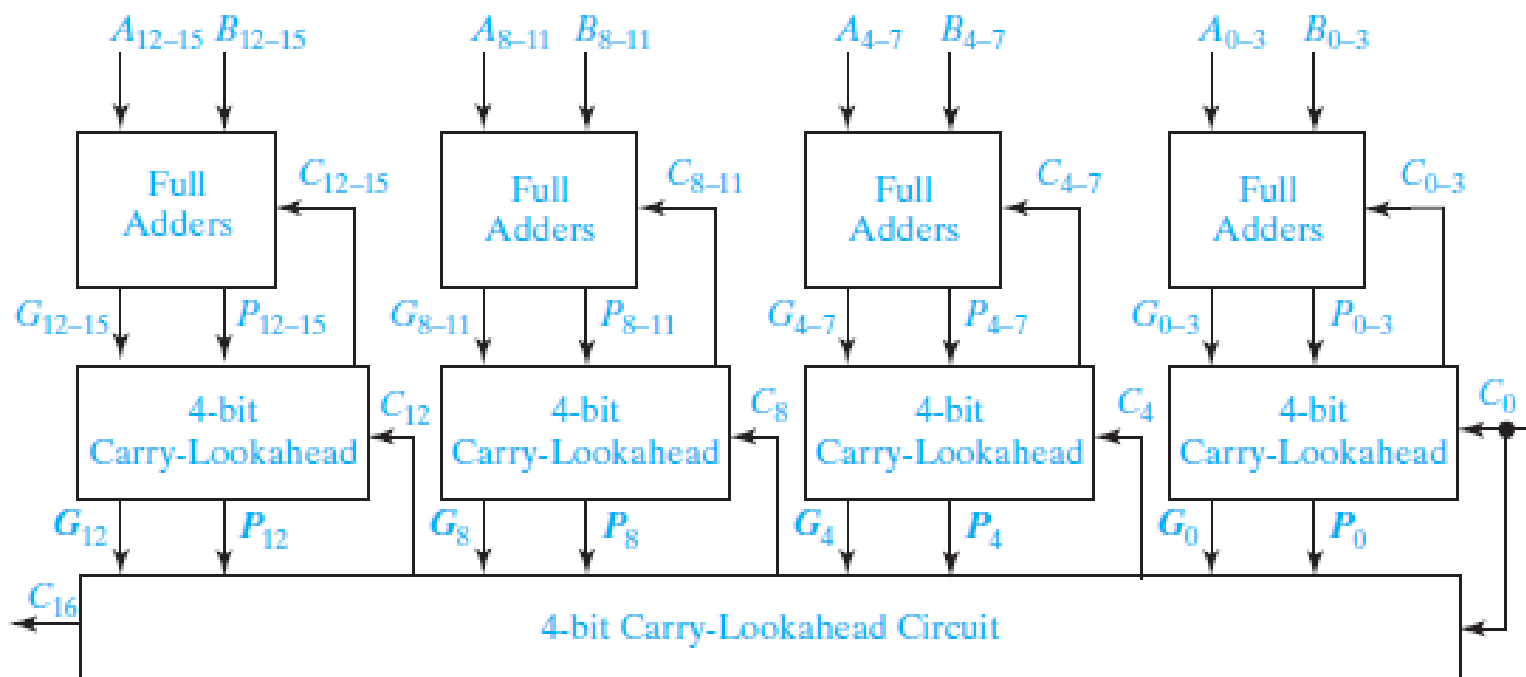 A₁₂₋₁₅ B₁₂₋₁₅ A₈₋₁₁ B₈₋₁₁ A₄₋₇ B₄₋₇ A₀₋₃ B₀₋₃
C₁₂₋₁₅ C₈₋₁₁ C₄₋₇ C₀₋₃
Full Full Full Full
Adders Adders Adders Adders
G₁₂₋₁₅ P₁₂₋₁₅ G₈₋₁₁ P₈₋₁₁ G₄₋₇ P₄₋₇ G₀₋₃ P₀₋₃
C₁₂ C₈ C₄ C₀
4-bit 4-bit 4-bit 4-bit
Carry-Lookahead Carry-Lookahead Carry-Lookahead Carry-Lookahead
G₁₂ P₁₂ G₈ P₈ G₄ P₄ G₀ P₀
C₁₆
4-bit Carry-Lookahead Circuit